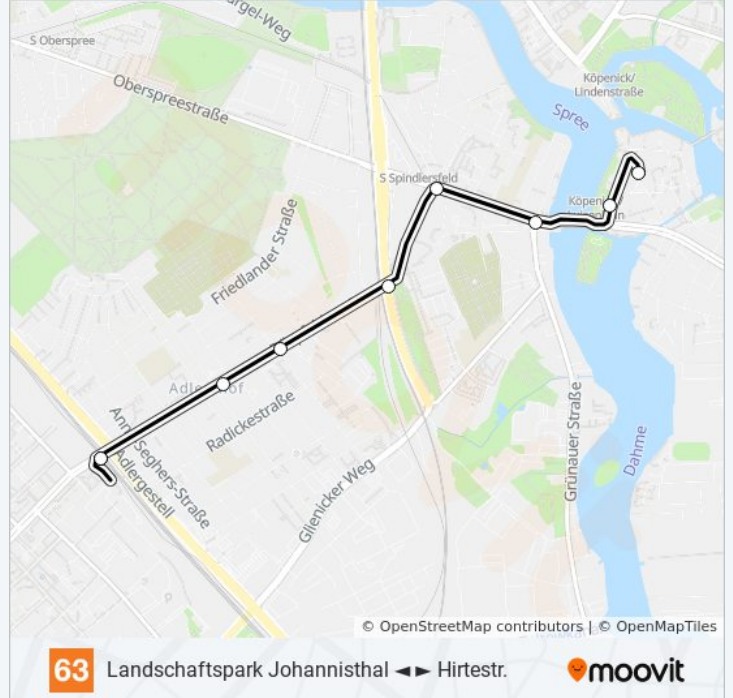 S Oberspree
Oberspreestraße
Köpenick/
Lindenstraße
Spree
S Spindlersfeld
Friedlander Straße
Radickestraße
Anna-Seghers-Straße
Adlergestell
Glienicker Weg
Grünauer Straße
Dahme
© OpenStreetMap contributors | © OpenMapTiles
63 Landschaftspark Johannisthal ◄► Hirtestr. moovit